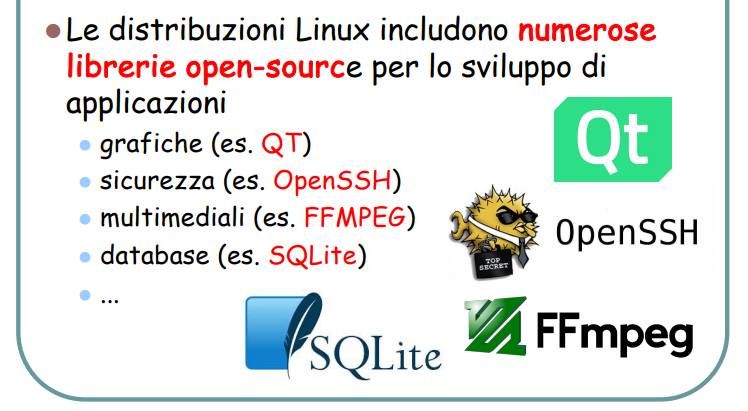 Le distribuzioni Linux includono numerose
librerie open-source per lo sviluppo di
applicazioni
grafiche (es. QT)
sicurezza (es. OpenSSH)
multimediali (es. FFMPEG)
database (es. SQLite)
...
Qt
TOP
SECRET
OpenSSH
SQLite
FFmpeg